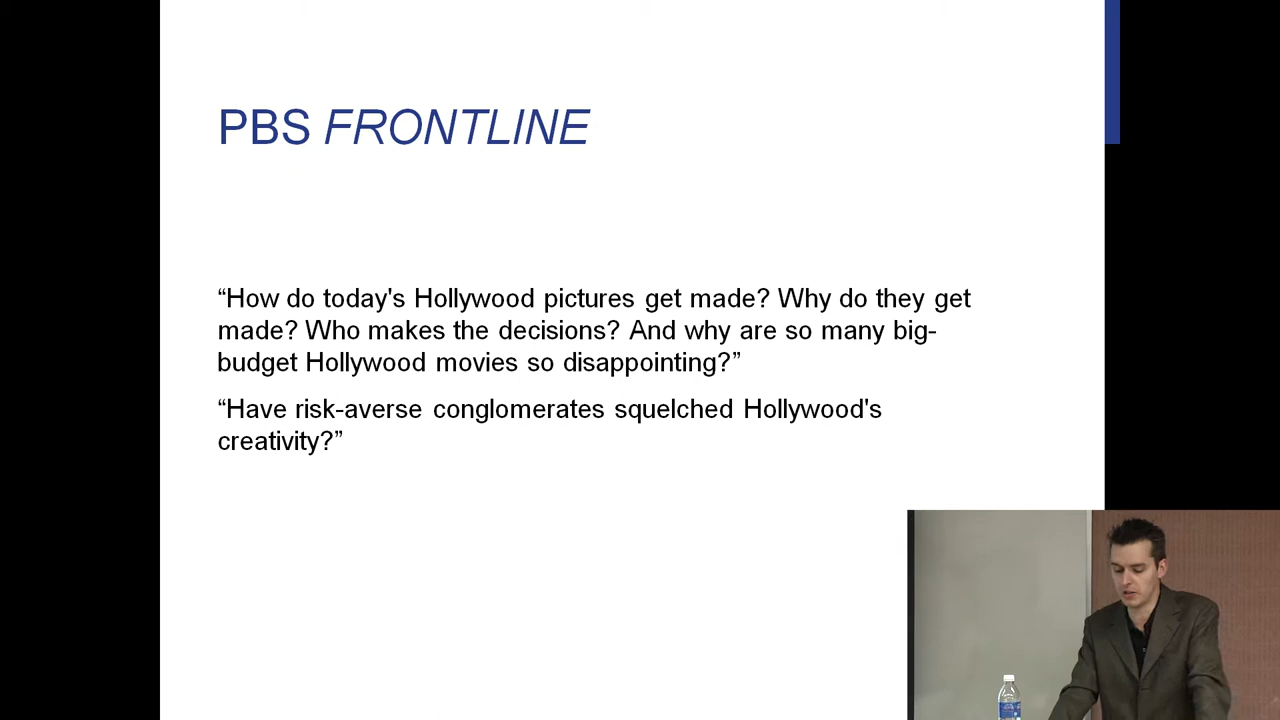 PBS FRONTLINE
“How do today's Hollywood pictures get made? Why do they get
made? Who makes the decisions? And why are so many big-
budget Hollywood movies so disappointing?”
“Have risk-averse conglomerates squelched Hollywood's
creativity?”